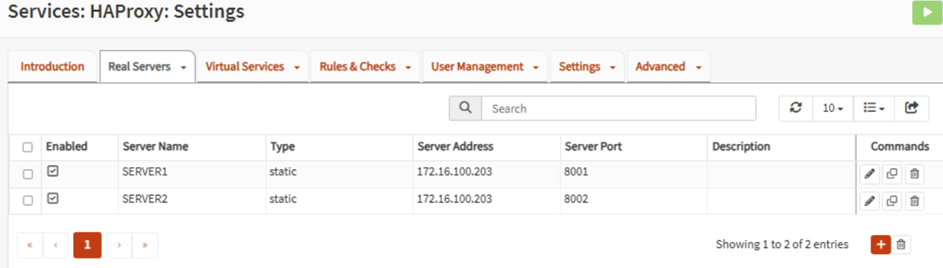 Services: HAProxy: Settings
Introduction Real Servers Virtual Services Rules & Checks User Management Settings Advanced
Search 10
Enabled Server Name Type Server Address Server Port Description Commands
SERVER1 static 172.16.100.203 8001
SERVER2 static 172.16.100.203 8002
« ‹ 1 › » Showing 1 to 2 of 2 entries